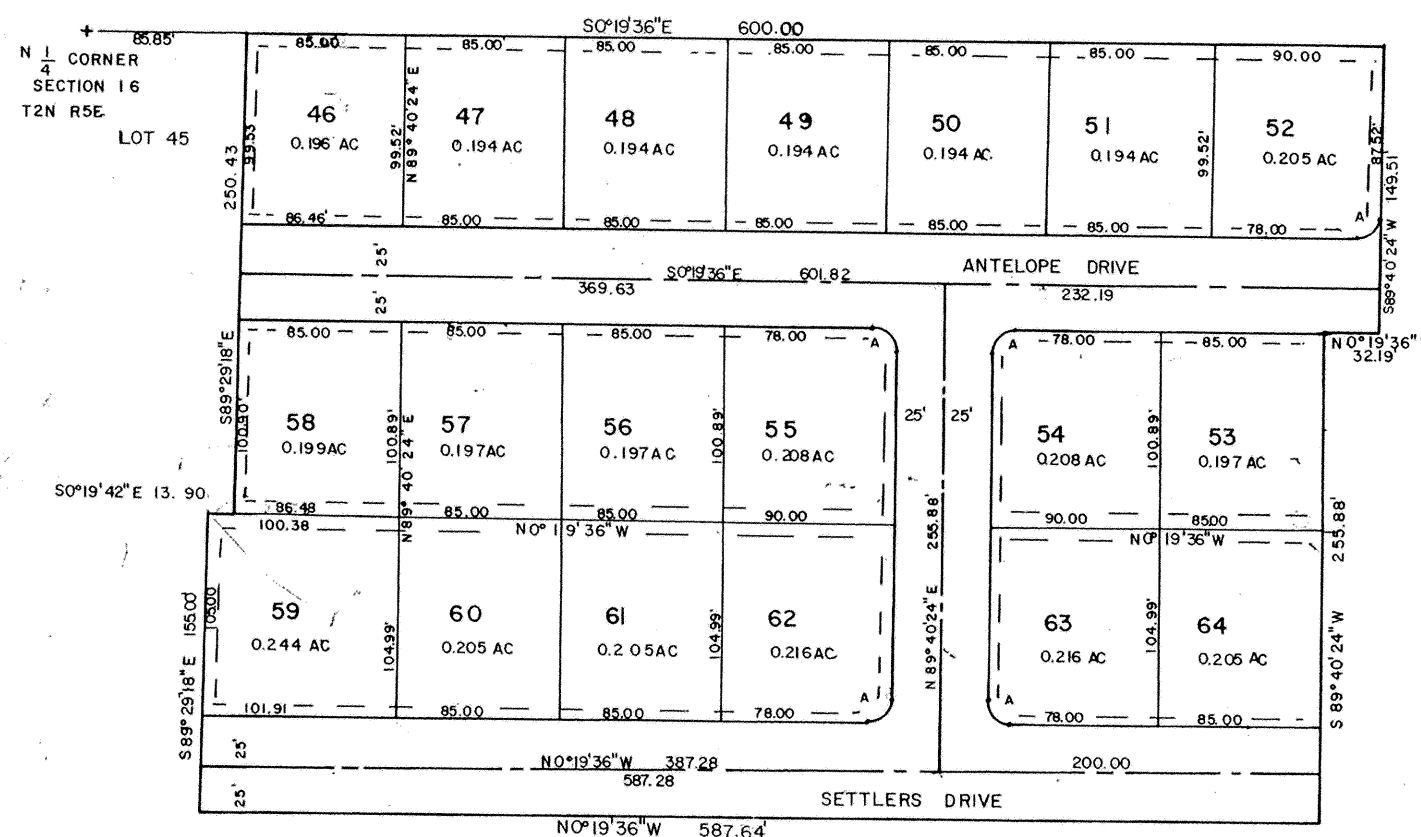 S0°19'36"E 600.00
85.85'
N 1/4 CORNER
SECTION 16
T2N R5E
LOT 45
85.00 85.00' 85.00 85.00 85.00 85.00 90.00
250.43
99.53
46
0.196 AC
99.52'
N 89°40'24" E
47
0.194 AC
48
0.194 AC
49
0.194 AC
50
0.194 AC
51
0.194 AC
99.52'
52
0.205 AC
87.52'
S89°40'24"W 149.51'
A
86.46' 85.00 85.00 85.00 85.00 85.00 78.00
25'
25'
S0°19'36"E 601.82
ANTELOPE DRIVE
369.63 232.19
S89°29'18"E
85.00 85.00 85.00 78.00 A
A 78.00 85.00
N 0°19'36"
32.19'
100.90'
58
0.199AC
100.89'
N89° 40' 24" E
57
0.197AC
56
0.197AC
100.89'
55
0.208AC
25' 25'
54
0.208 AC
100.89'
53
0.197 AC
S0°19'42"E 13.90
86.48 85.00 85.00 90.00
90.00 85.00
100.38
N0°19'36"W
N0°19'36"W
255.88'
N 89°40'24"E
255.88'
S 89°40'24"W
S 89°29'18"E 155.00
05.00
59
0.244 AC
104.99'
60
0.205 AC
61
0.205AC
104.99'
62
0.216AC
63
0.216 AC
104.99'
64
0.205 AC
101.91 85.00 85.00 78.00 A
A 78.00 85.00
25'
25'
N0°19'36"W 387.28
587.28
200.00
SETTLERS DRIVE
N0°19'36"W 587.64'